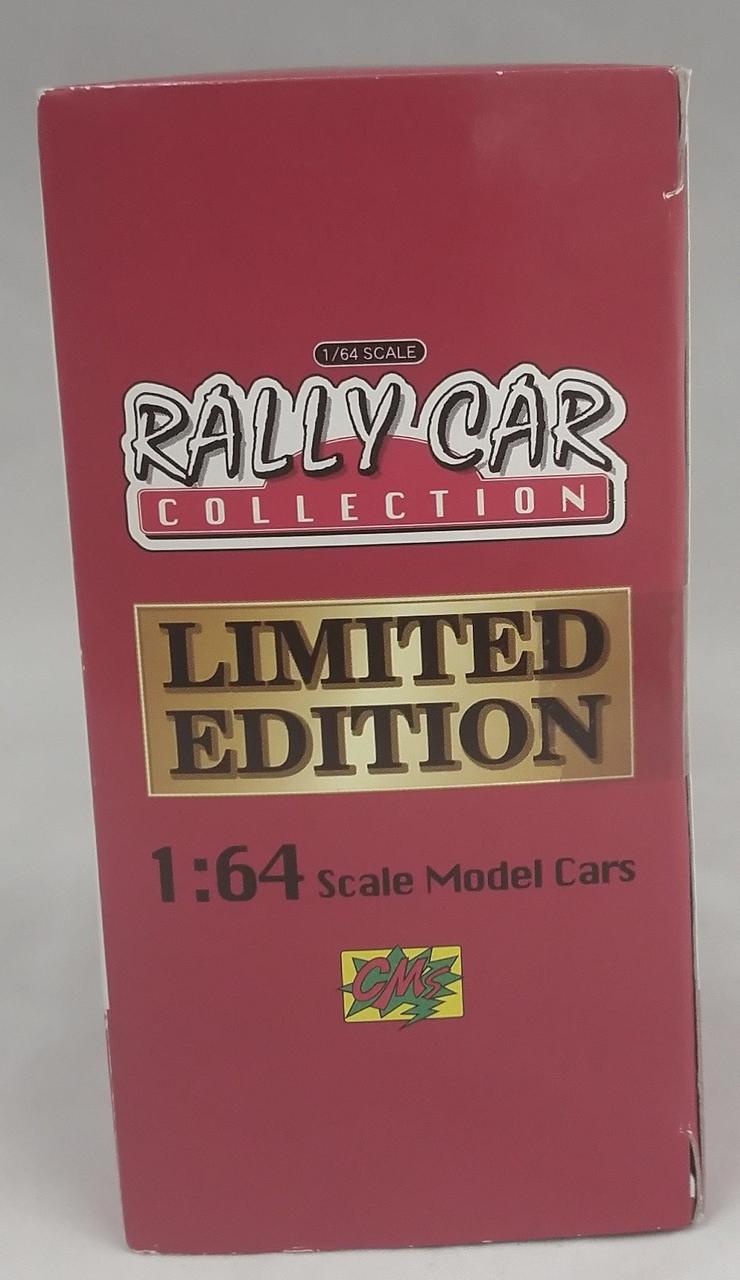 1/64 SCALE
RALLY CAR
COLLECTION
LIMITED
EDITION
1:64 Scale Model Cars
CMs